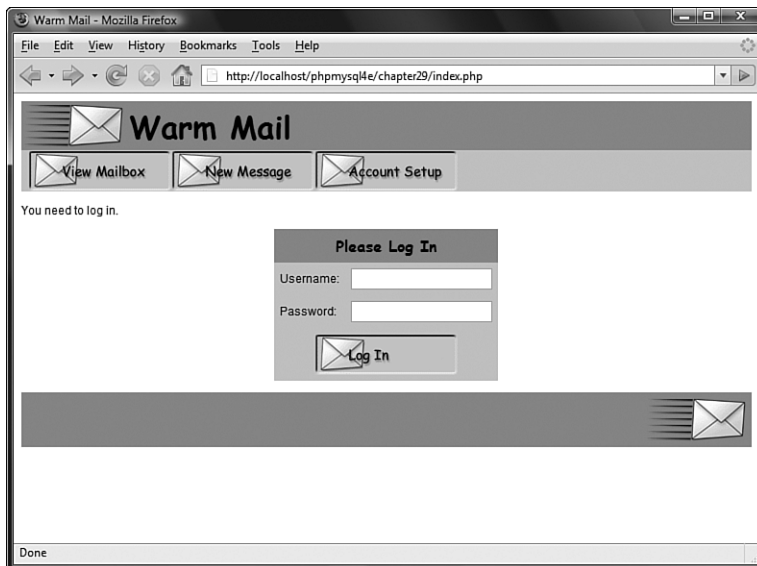 Warm Mail - Mozilla Firefox
File Edit View History Bookmarks Tools Help
http://localhost/phpmysql4e/chapter29/index.php
Warm Mail
View Mailbox New Message Account Setup
You need to log in.
Please Log In
Username:
Password:
Log In
Done